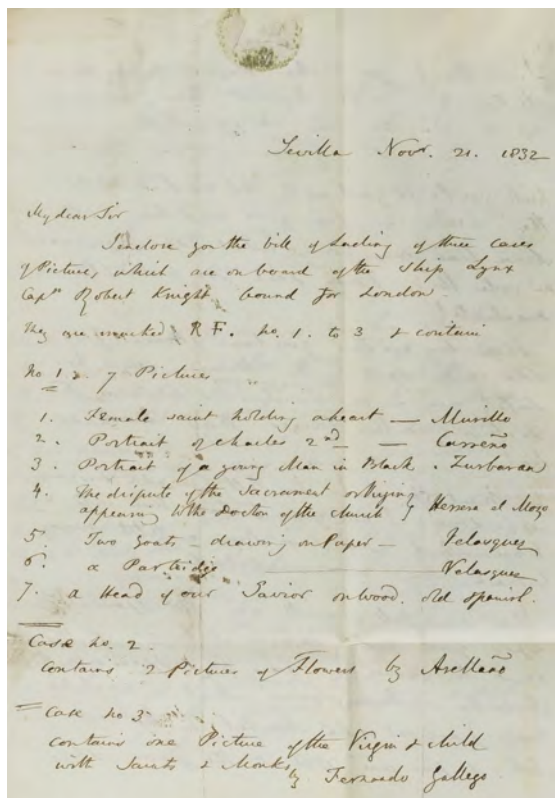 Sevilla Novr. 21. 1832
My dear Sir
I enclose you the bill of Lading of three cases
of Pictures, which are on board of the Ship Lynx
Captn Robert Knight bound for London.
They are marked RF. No. 1. to 3 & contain
No 1. 7 Pictures
1. Female saint holding a heart — Murillo
2. Portrait of Charles 2nd — Carreño
3. Portrait of a young Man in Black. Zurbaran
4. The dispute of the Sacrament or Virgin
appearing to the Doctors of the Church } Herrera el Mozo
5. Two Goats — drawing on Paper — Velasquez
6. a Partridge — Velasquez
7. a Head of our Savior on wood. old Spanish.
Case No. 2.
contains 2 Pictures of Flowers by Arellano
Case No 3
contains one Picture of the Virgin & child
with Saints & Monks by Fernando Gallego